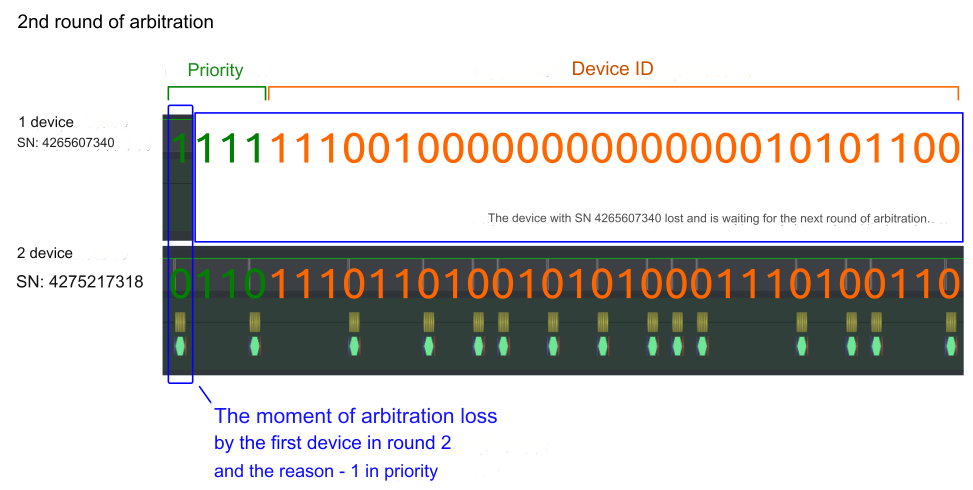 2nd round of arbitration
Priority
Device ID
1 device
SN: 4265607340
11111110010000000000000010101100
The device with SN 4265607340 lost and is waiting for the next round of arbitration.
2 device
SN: 4275217318
01101110110100101010001110100110
The moment of arbitration loss
by the first device in round 2
and the reason - 1 in priority